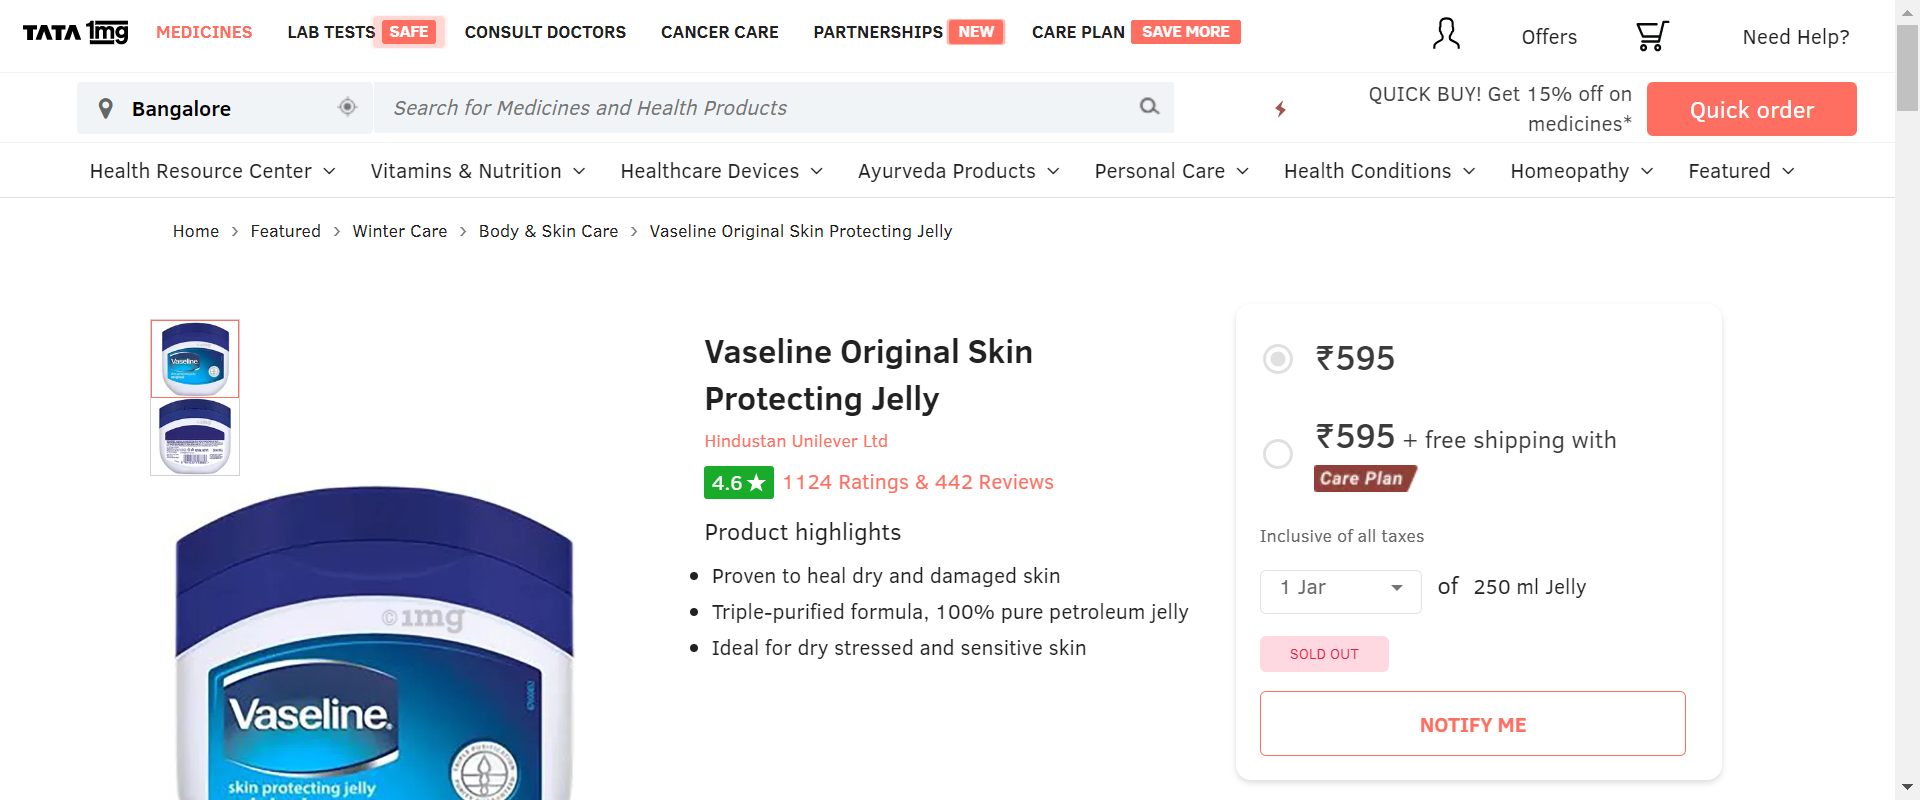 TATA 1mg MEDICINES LAB TESTS SAFE CONSULT DOCTORS CANCER CARE PARTNERSHIPS NEW CARE PLAN SAVE MORE Offers Need Help?
Bangalore Search for Medicines and Health Products QUICK BUY! Get 15% off on
medicines* Quick order
Health Resource Center Vitamins & Nutrition Healthcare Devices Ayurveda Products Personal Care Health Conditions Homeopathy Featured
Home > Featured > Winter Care > Body & Skin Care > Vaseline Original Skin Protecting Jelly
Vaseline
Vaseline Original Skin
Protecting Jelly
Hindustan Unilever Ltd
4.6★ 1124 Ratings & 442 Reviews
Product highlights
• Proven to heal dry and damaged skin
• Triple-purified formula, 100% pure petroleum jelly
• Ideal for dry stressed and sensitive skin
₹595
₹595 + free shipping with
Care Plan
Inclusive of all taxes
1 Jar of 250 ml Jelly
SOLD OUT
NOTIFY ME
©1mg
Vaseline.
skin protecting jelly